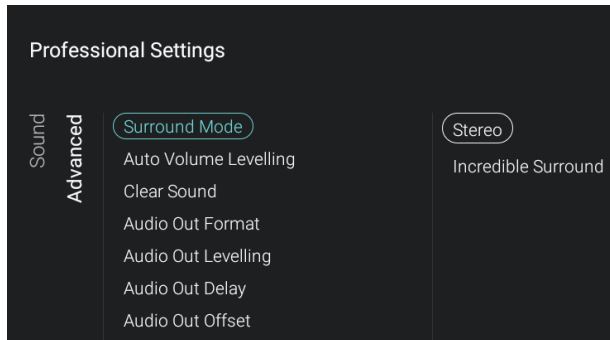 Professional Settings
Sound
Advanced
Surround Mode
Auto Volume Levelling
Clear Sound
Audio Out Format
Audio Out Levelling
Audio Out Delay
Audio Out Offset
Stereo
Incredible Surround